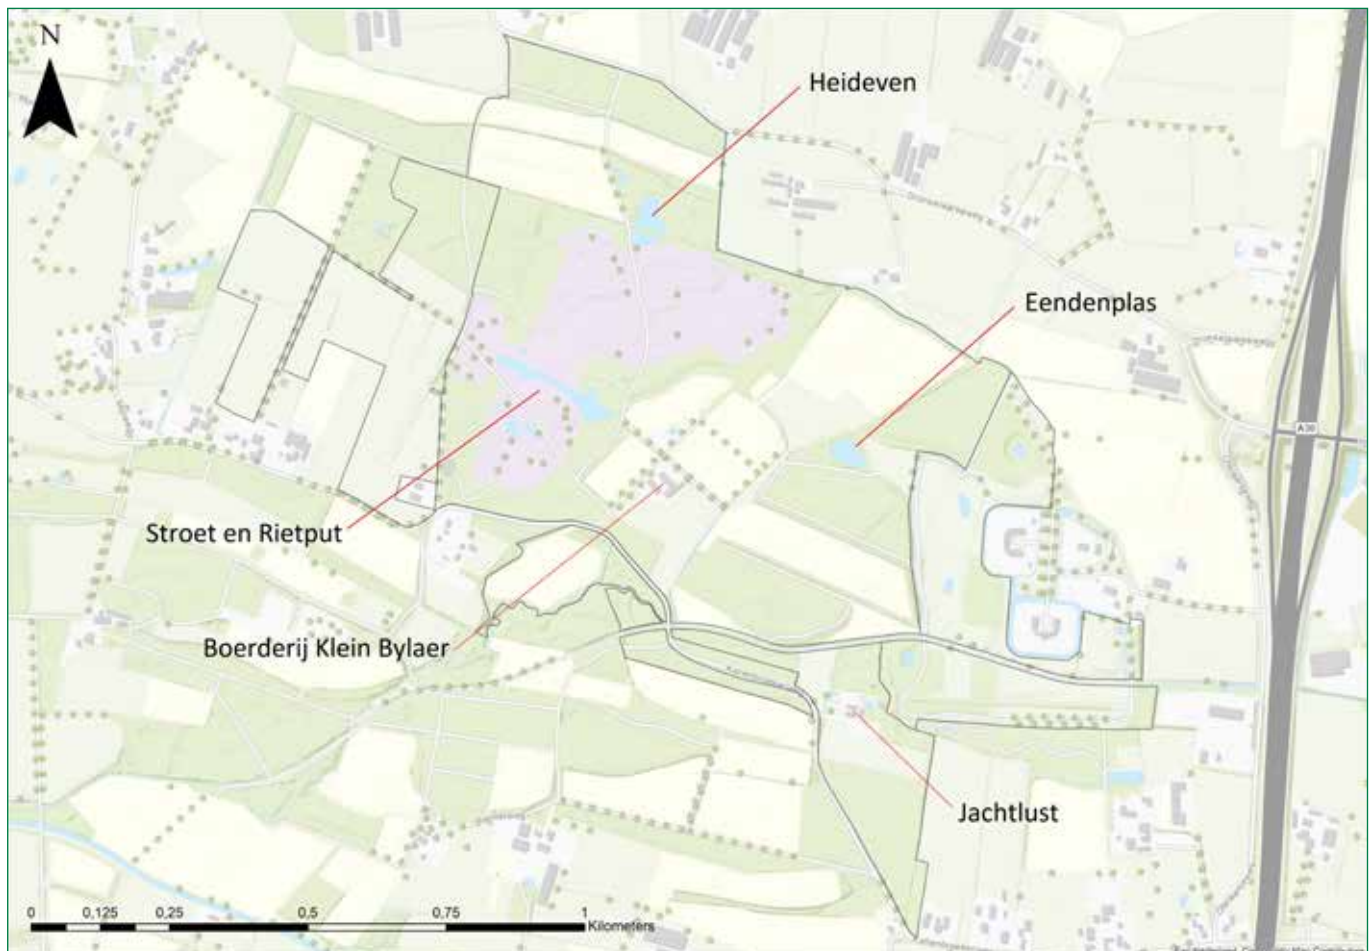 N
Heideven
Eendenplas
A30
Stroet en Rietput
Boerderij Klein Bylaer
Jachtlust
0 0,125 0,25 0,5 0,75 1
Kilometers